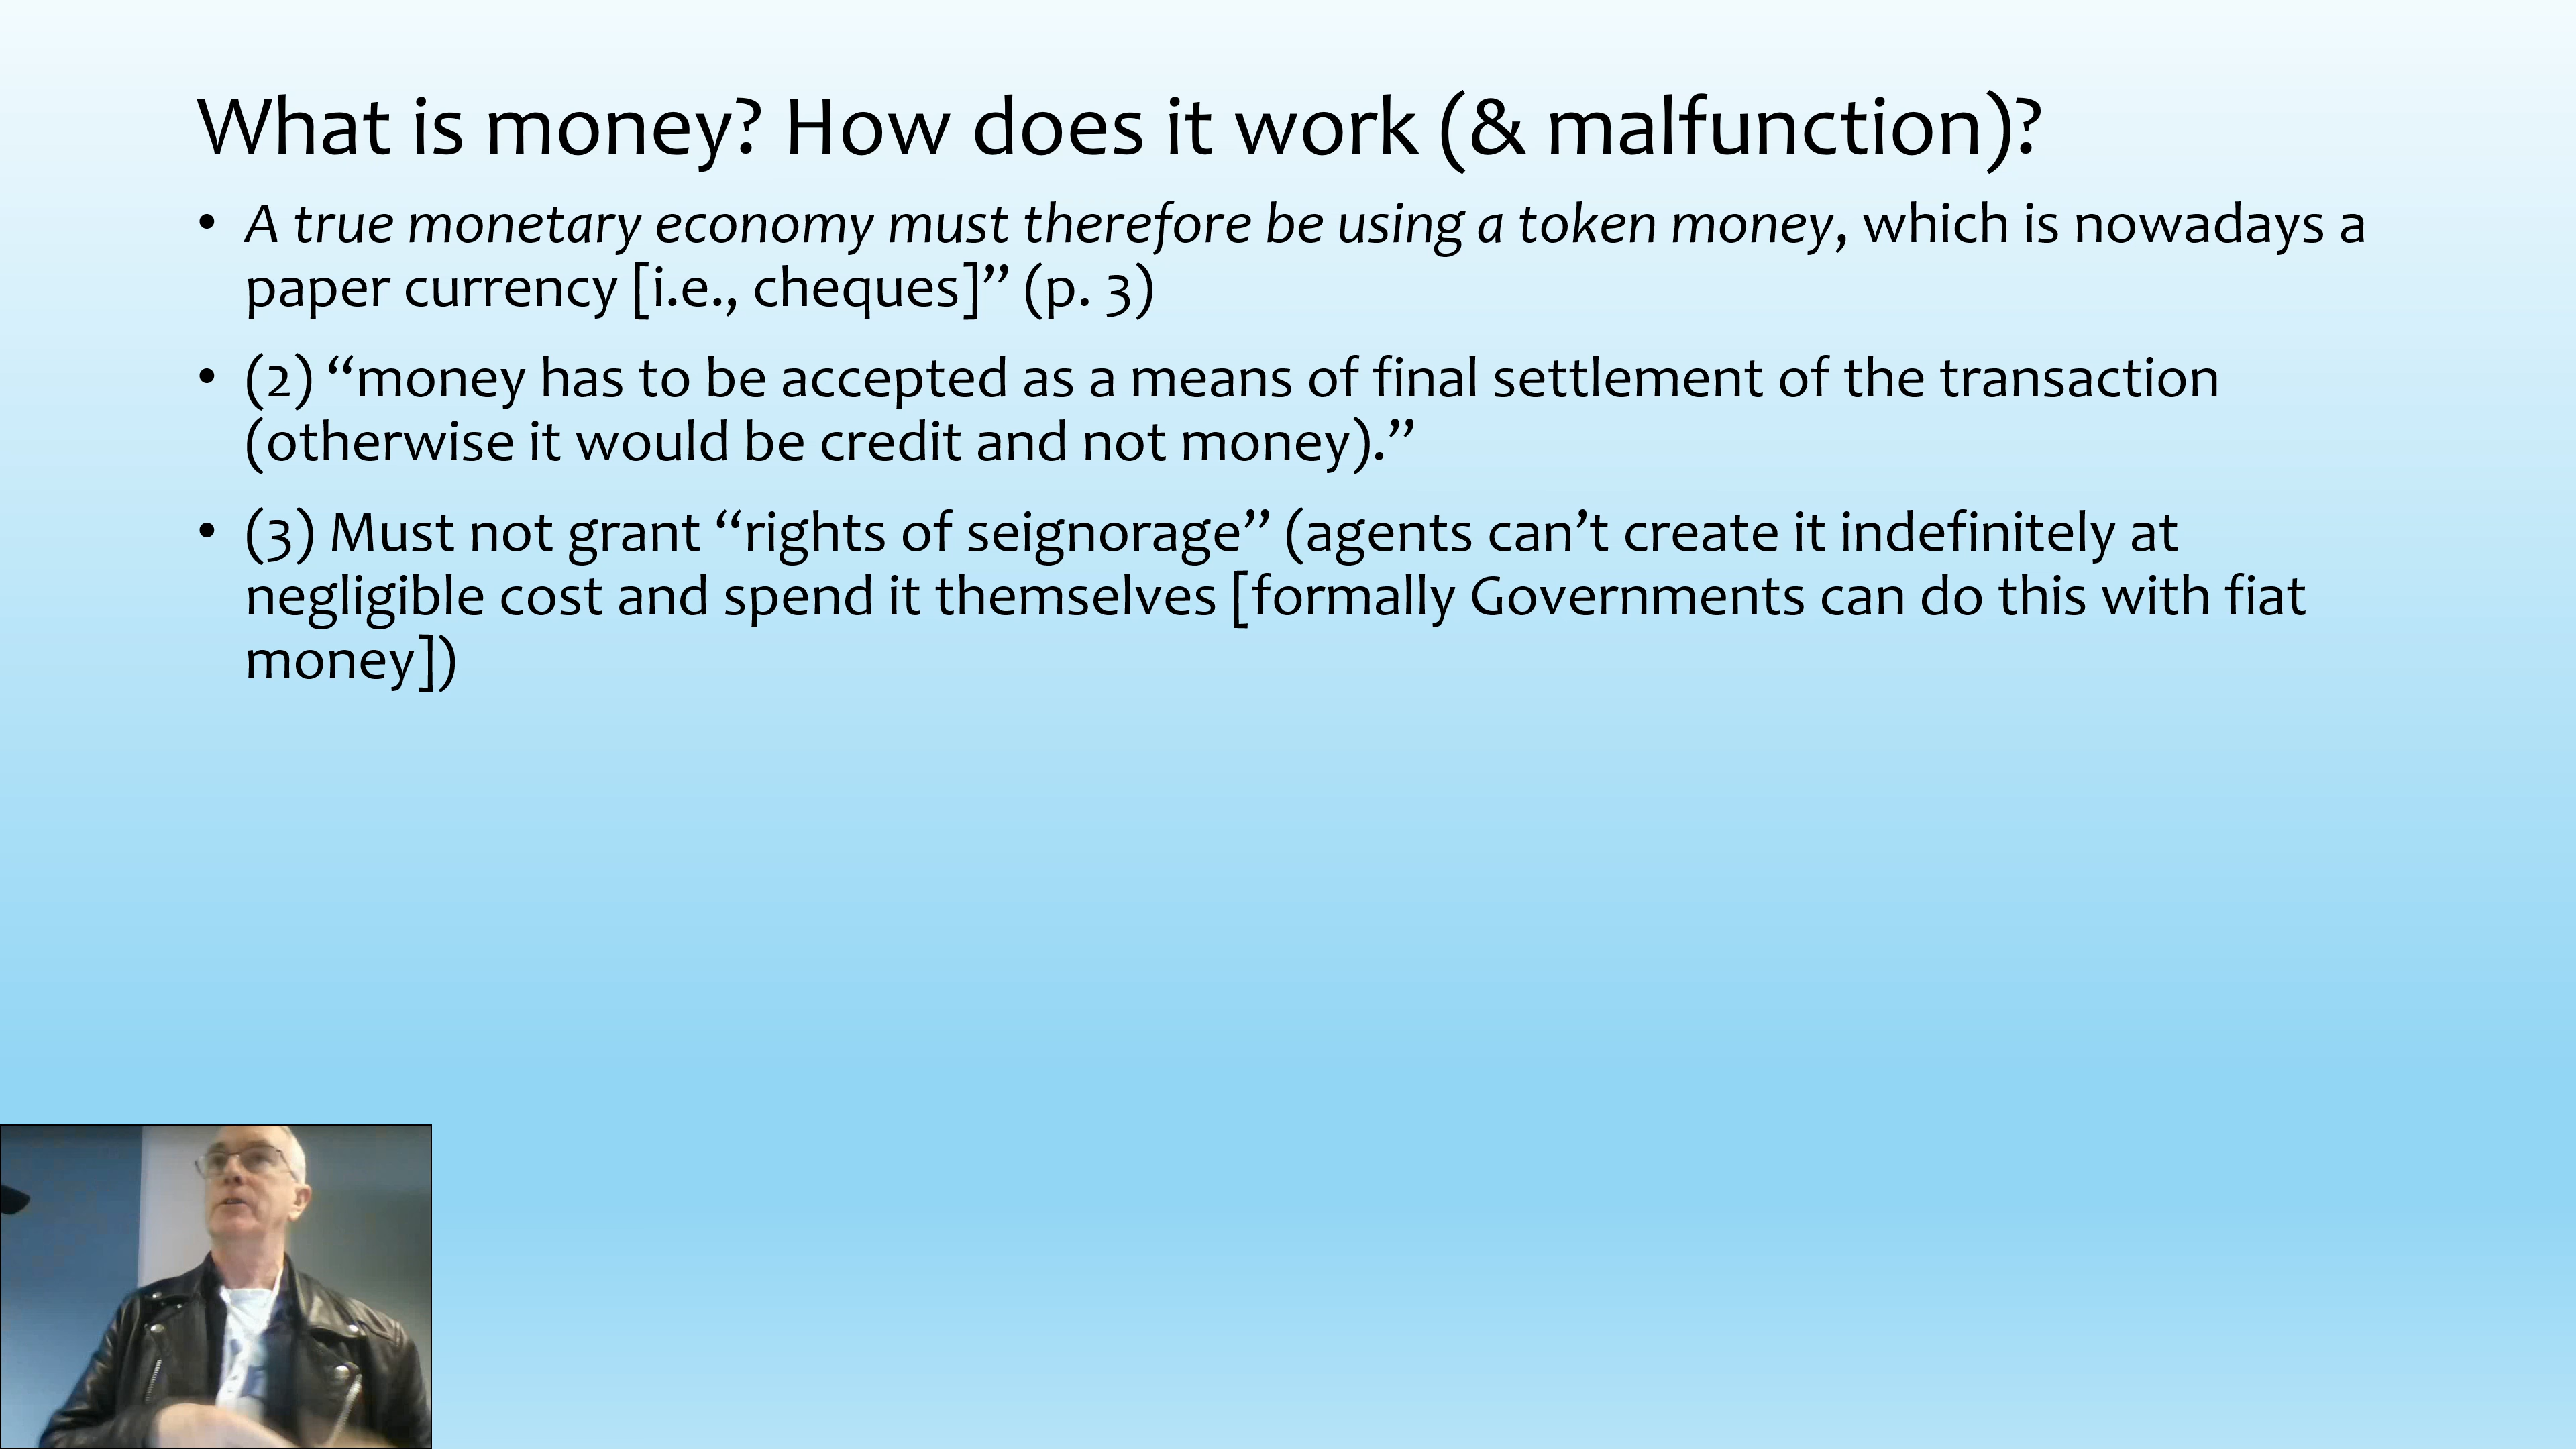 What is money? How does it work (& malfunction)?
• A true monetary economy must therefore be using a token money, which is nowadays a
paper currency [i.e., cheques]” (p. 3)
• (2) “money has to be accepted as a means of final settlement of the transaction
(otherwise it would be credit and not money).”
• (3) Must not grant “rights of seignorage” (agents can’t create it indefinitely at
negligible cost and spend it themselves [formally Governments can do this with fiat
money])